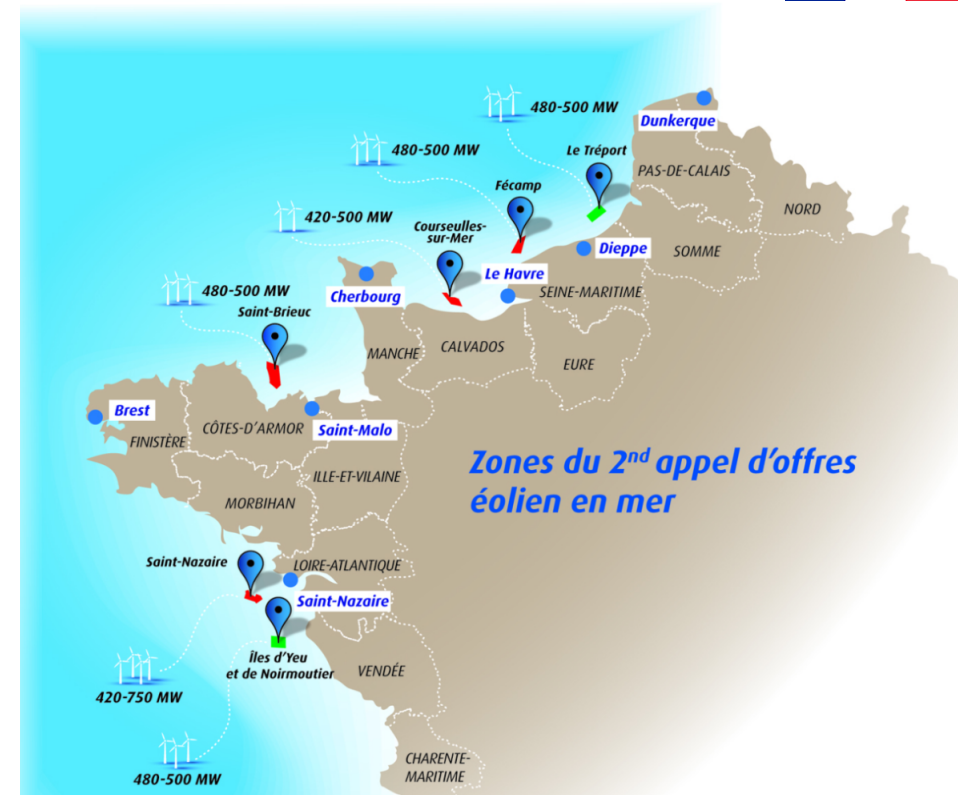 480-500 MW
Dunkerque
Le Tréport
480-500 MW
PAS-DE-CALAIS
Fécamp
NORD
420-500 MW
Courseulles-
sur-Mer
Dieppe
SOMME
Le Havre
480-500 MW
Cherbourg
SEINE-MARITIME
Saint-Brieuc
MANCHE
CALVADOS
EURE
Brest
CÔTES-D’ARMOR
Saint-Malo
FINISTÈRE
Zones du 2nd appel d’offres
éolien en mer
ILLE-ET-VILAINE
MORBIHAN
Saint-Nazaire
LOIRE-ATLANTIQUE
Saint-Nazaire
Îles d’Yeu
et de Noirmoutier
VENDÉE
420-750 MW
480-500 MW
CHARENTE-
MARITIME